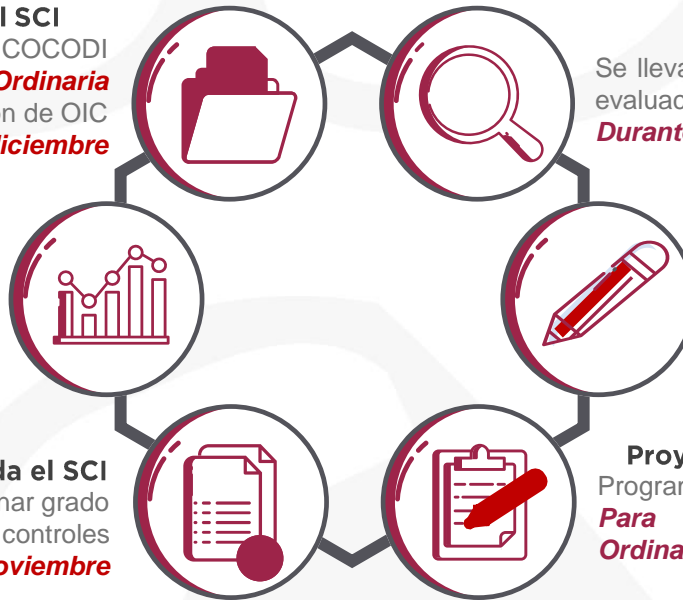 l SCI
COCODI
Ordinaria
n de OIC
diciembre
Se lleva
evaluac
Durant
da el SCI
nar grado
controles
oviembre
Proy
Progran
Para
Ordina